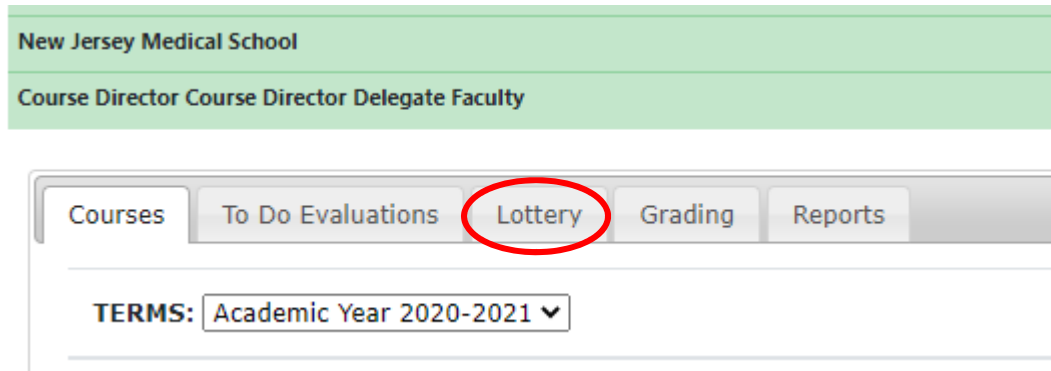 New Jersey Medical School
Course Director Course Director Delegate Faculty
Courses To Do Evaluations Lottery Grading Reports
TERMS: Academic Year 2020-2021